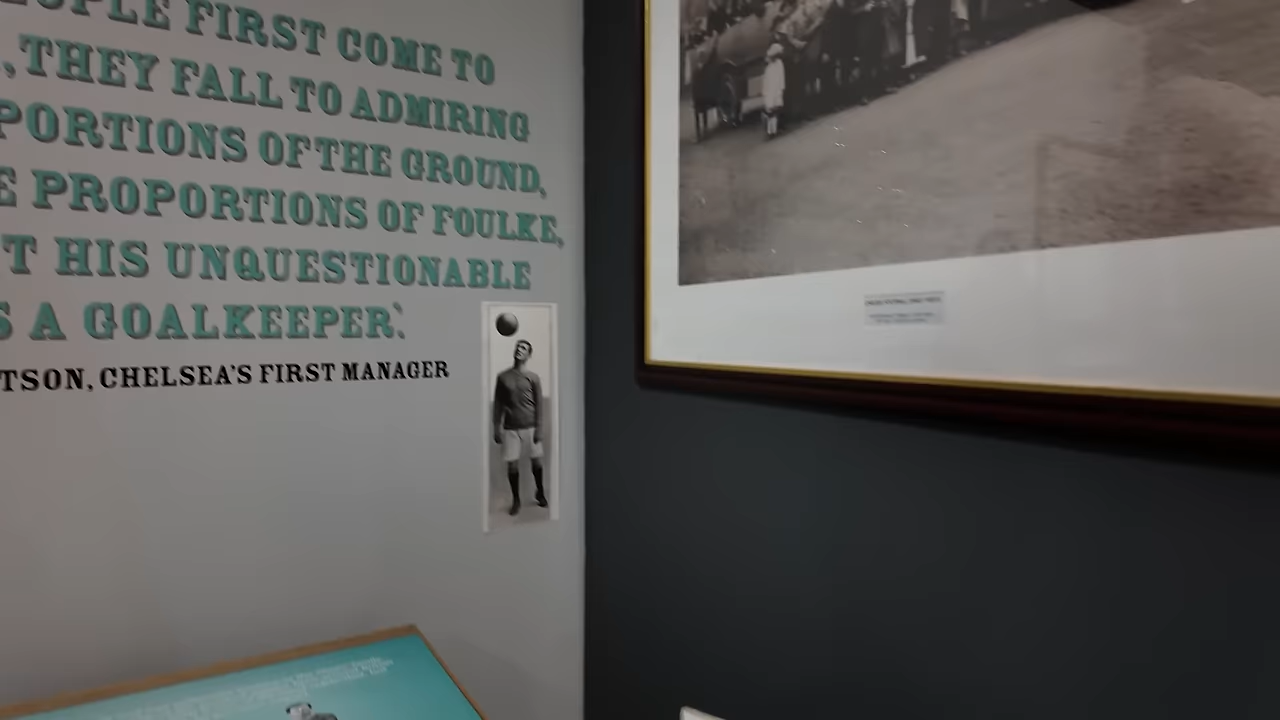 FIRST COME TO
, THEY FALL TO ADMIRING
PORTIONS OF THE GROUND,
E PROPORTIONS OF FOULKE,
T HIS UNQUESTIONABLE
S A GOALKEEPER.'
TSON, CHELSEA'S FIRST MANAGER